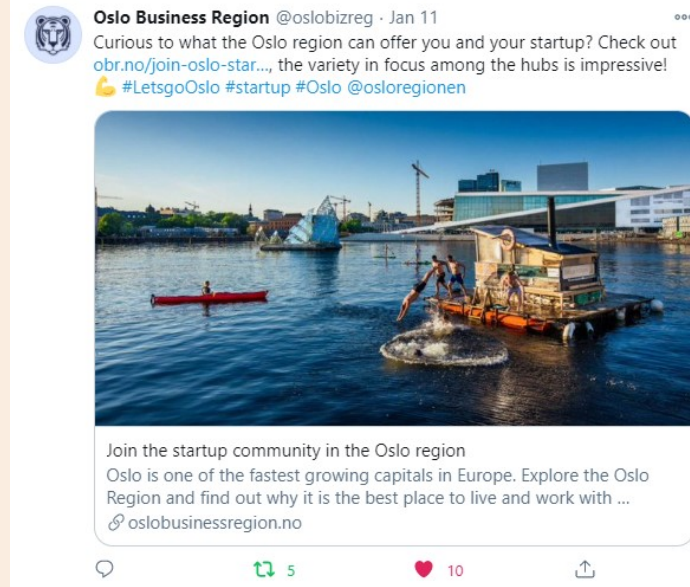 Oslo Business Region @oslobizreg · Jan 11
Curious to what the Oslo region can offer you and your startup? Check out
obr.no/join-oslo-star..., the variety in focus among the hubs is impressive!
💪 #LetsgoOslo #startup #Oslo @osloregionen
Join the startup community in the Oslo region
Oslo is one of the fastest growing capitals in Europe. Explore the Oslo
Region and find out why it is the best place to live and work with ...
oslobusinessregion.no
5 10